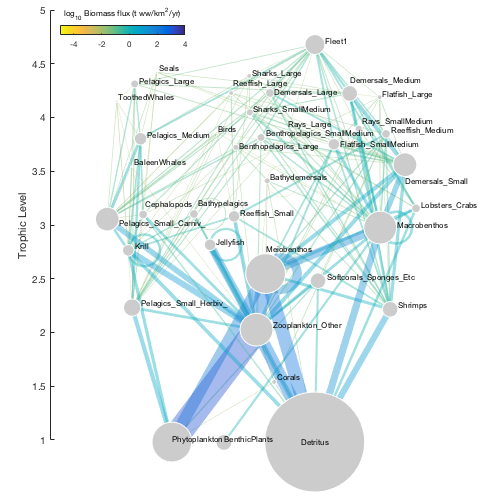 log10 Biomass flux (t ww/km²/yr)
-4 -2 0 2 4
5
4.5
4
3.5
3
2.5
2
1.5
1
Trophic Level
Fleet1
Seals
Pelagics_Large
Sharks_Large
Reeffish_Large
Demersals_Medium
Demersals_Large
Flatfish_Large
ToothedWhales
Sharks_SmallMedium
Rays_Large
Rays_SmallMedium
Birds
Pelagics_Medium
Benthopelagics_SmallMedium
Reeffish_Medium
Flatfish_SmallMedium
Benthopelagics_Large
BaleenWhales
Bathydemersals
Demersals_Small
Cephalopods
Bathypelagics
Lobsters_Crabs
Reeffish_Small
Pelagics_Small_Carniv_
Macrobenthos
Krill
Jellyfish
Meiobenthos
Softcorals_Sponges_Etc
Pelagics_Small_Herbiv_
Shrimps
Zooplankton_Other
Corals
Phytoplankton
BenthicPlants
Detritus